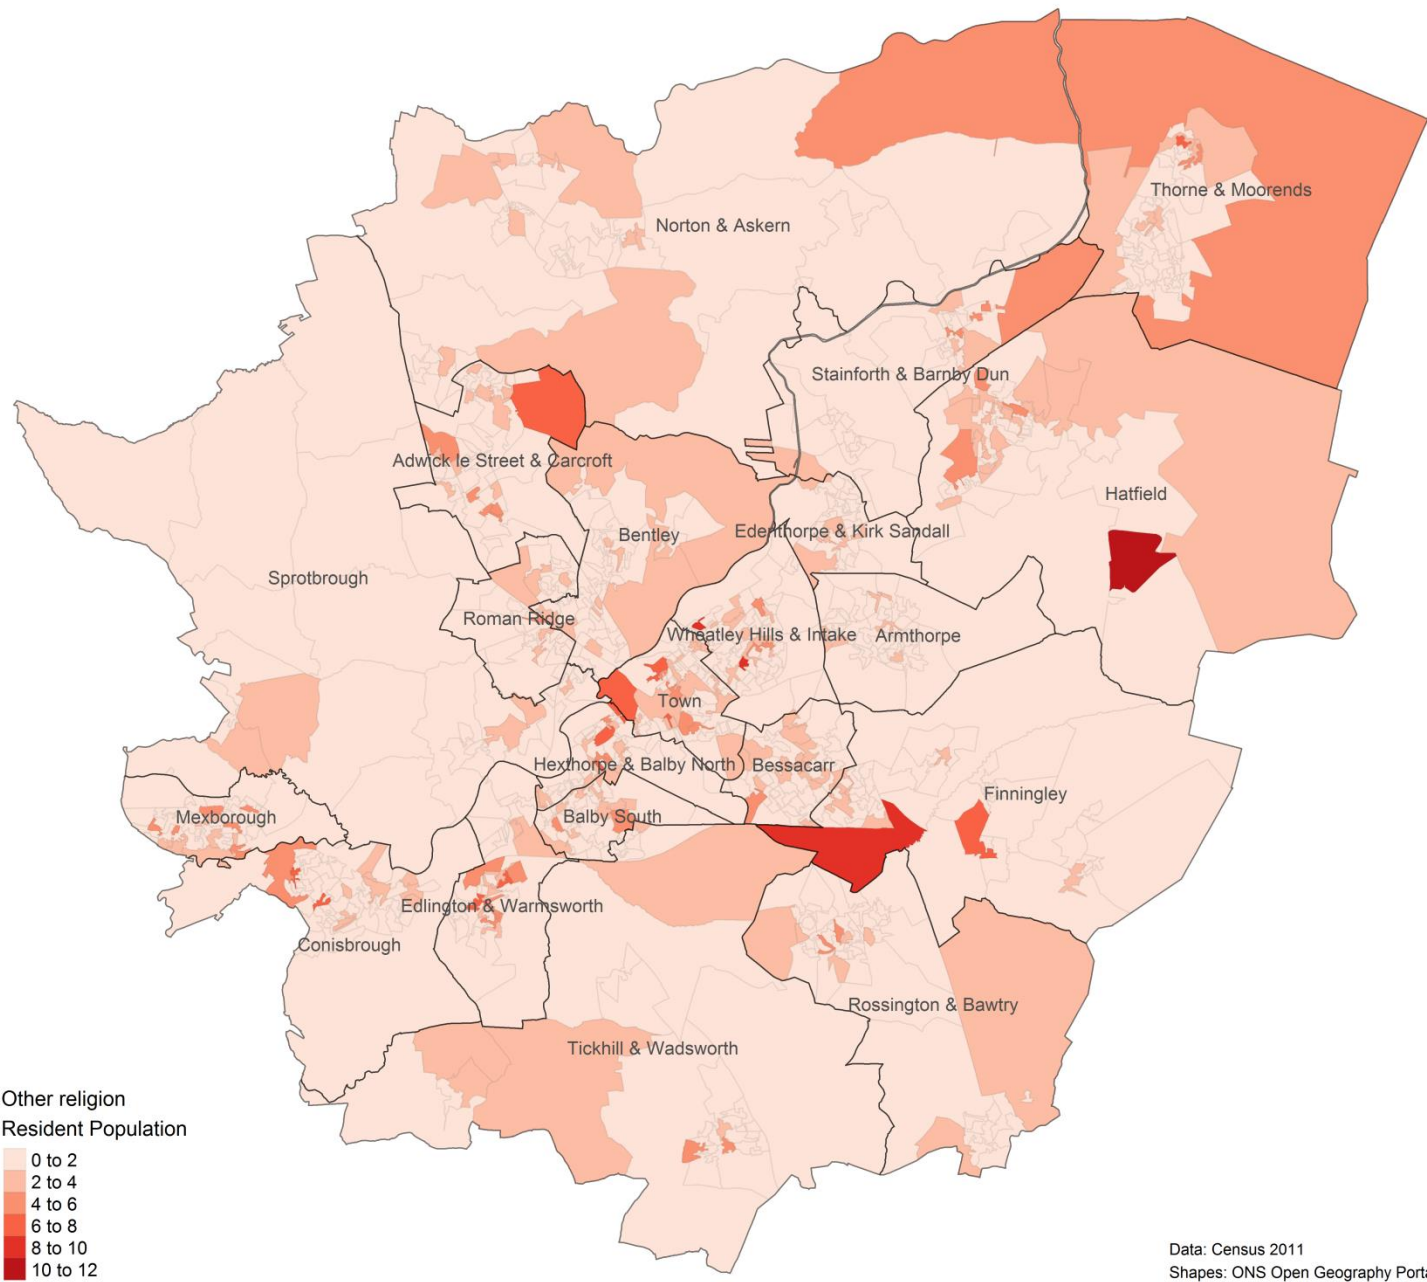 Thorne & Moorends
Norton & Askern
Stainforth & Barnby Dun
Adwick le Street & Carcroft
Hatfield
Bentley
Edenthorpe & Kirk Sandall
Sprotbrough
Roman Ridge
Wheatley Hills & Intake
Armthorpe
Town
Hexthorpe & Balby North
Bessacarr
Finningley
Mexborough
Balby South
Edlington & Warmsworth
Conisbrough
Rossington & Bawtry
Tickhill & Wadsworth
Other religion
Resident Population
0 to 2
2 to 4
4 to 6
6 to 8
8 to 10
10 to 12
Data: Census 2011
Shapes: ONS Open Geography Porta